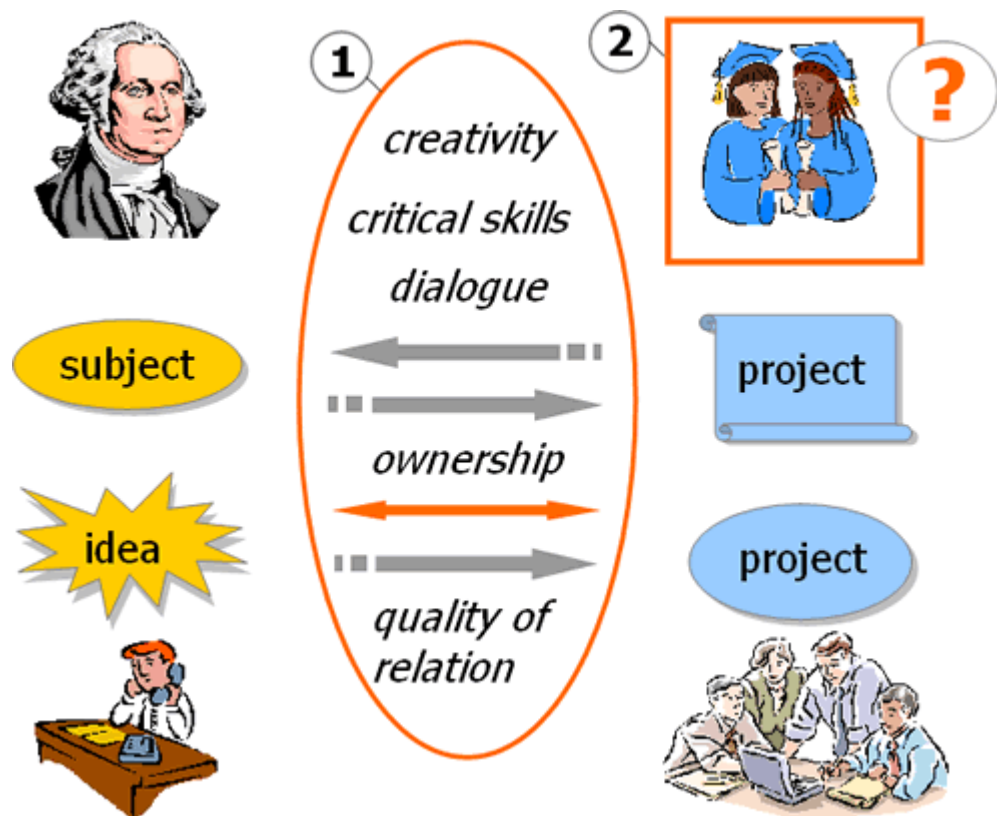 1
2
?
creativity
critical skills
dialogue
subject
project
ownership
idea
project
quality of
relation